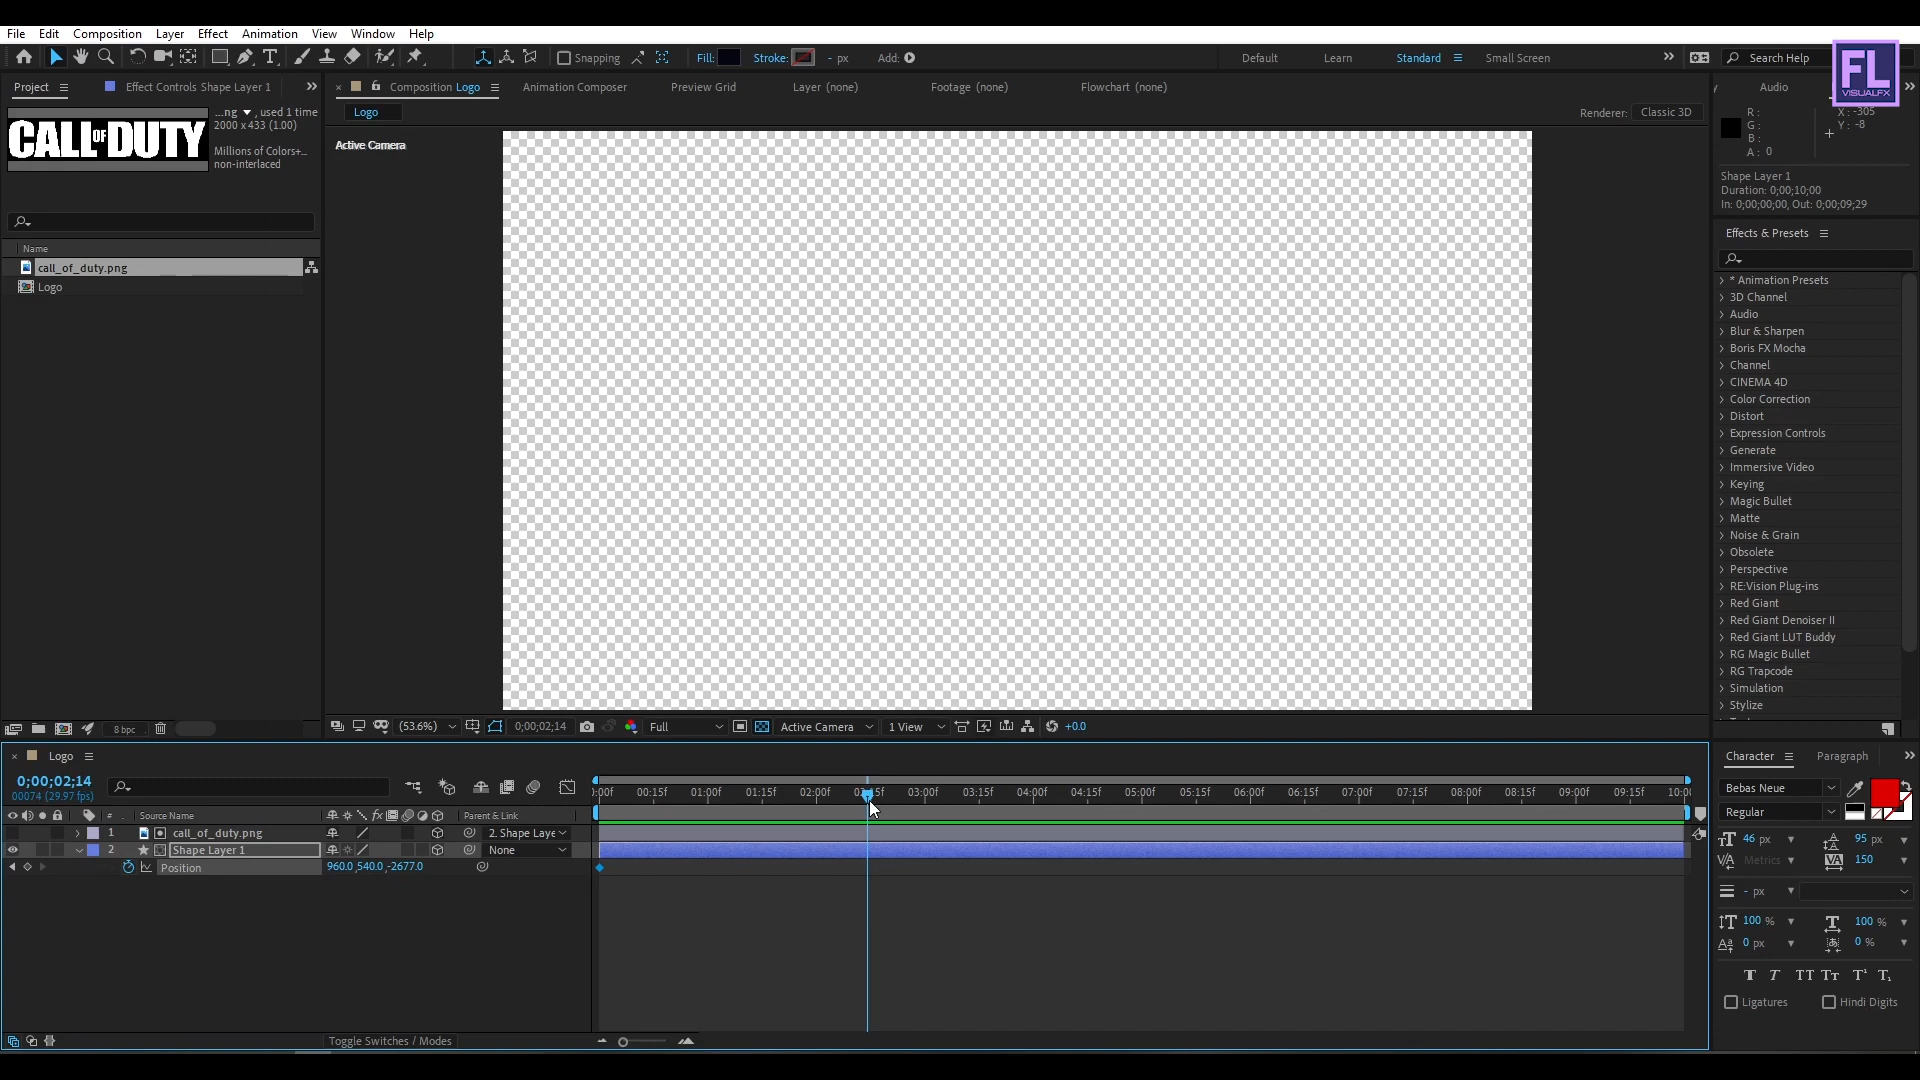 File Edit Composition Layer Effect Animation View Window Help
Snapping Fill: Stroke: - px Add: Default Learn Standard Small Screen Search Help
FL
VISUALFX
Project Effect Controls Shape Layer 1
Composition Logo Animation Composer Preview Grid Layer (none) Footage (none) Flowchart (none)
Audio
CALL OF DUTY
...ng , used 1 time
2000 x 433 (1.00)
Millions of Colors+...
non-interlaced
Logo
Renderer: Classic 3D
Active Camera
R:
G:
B:
A: 0
X: -305
Y: -8
Shape Layer 1
Duration: 0;00;10;00
In: 0;00;00;00, Out: 0;00;09;29
Name
call_of_duty.png
Logo
Effects & Presets
* Animation Presets
3D Channel
Audio
Blur & Sharpen
Boris FX Mocha
Channel
CINEMA 4D
Color Correction
Distort
Expression Controls
Generate
Immersive Video
Keying
Magic Bullet
Matte
Noise & Grain
Obsolete
Perspective
RE:Vision Plug-ins
Red Giant
Red Giant Denoiser II
Red Giant LUT Buddy
RG Magic Bullet
RG Trapcode
Simulation
Stylize
8 bpc
(53.6%) 0;00;02;14 Full Active Camera 1 View +0.0
Logo
0;00;02;14
00074 (29.97 fps)
:00f 00:15f 01:00f 01:15f 02:00f 02:15f 03:00f 03:15f 04:00f 04:15f 05:00f 05:15f 06:00f 06:15f 07:00f 07:15f 08:00f 08:15f 09:00f 09:15f 10:00
# Source Name fx Parent & Link
1 call_of_duty.png 2. Shape Laye
2 Shape Layer 1 None
Position 960.0,540.0,-2677.0
Toggle Switches / Modes
Character Paragraph
Bebas Neue
Regular
46 px 95 px
Metrics 150
- px
100 % 100 %
0 px 0 %
T T TT Tт T¹ T₁
Ligatures Hindi Digits